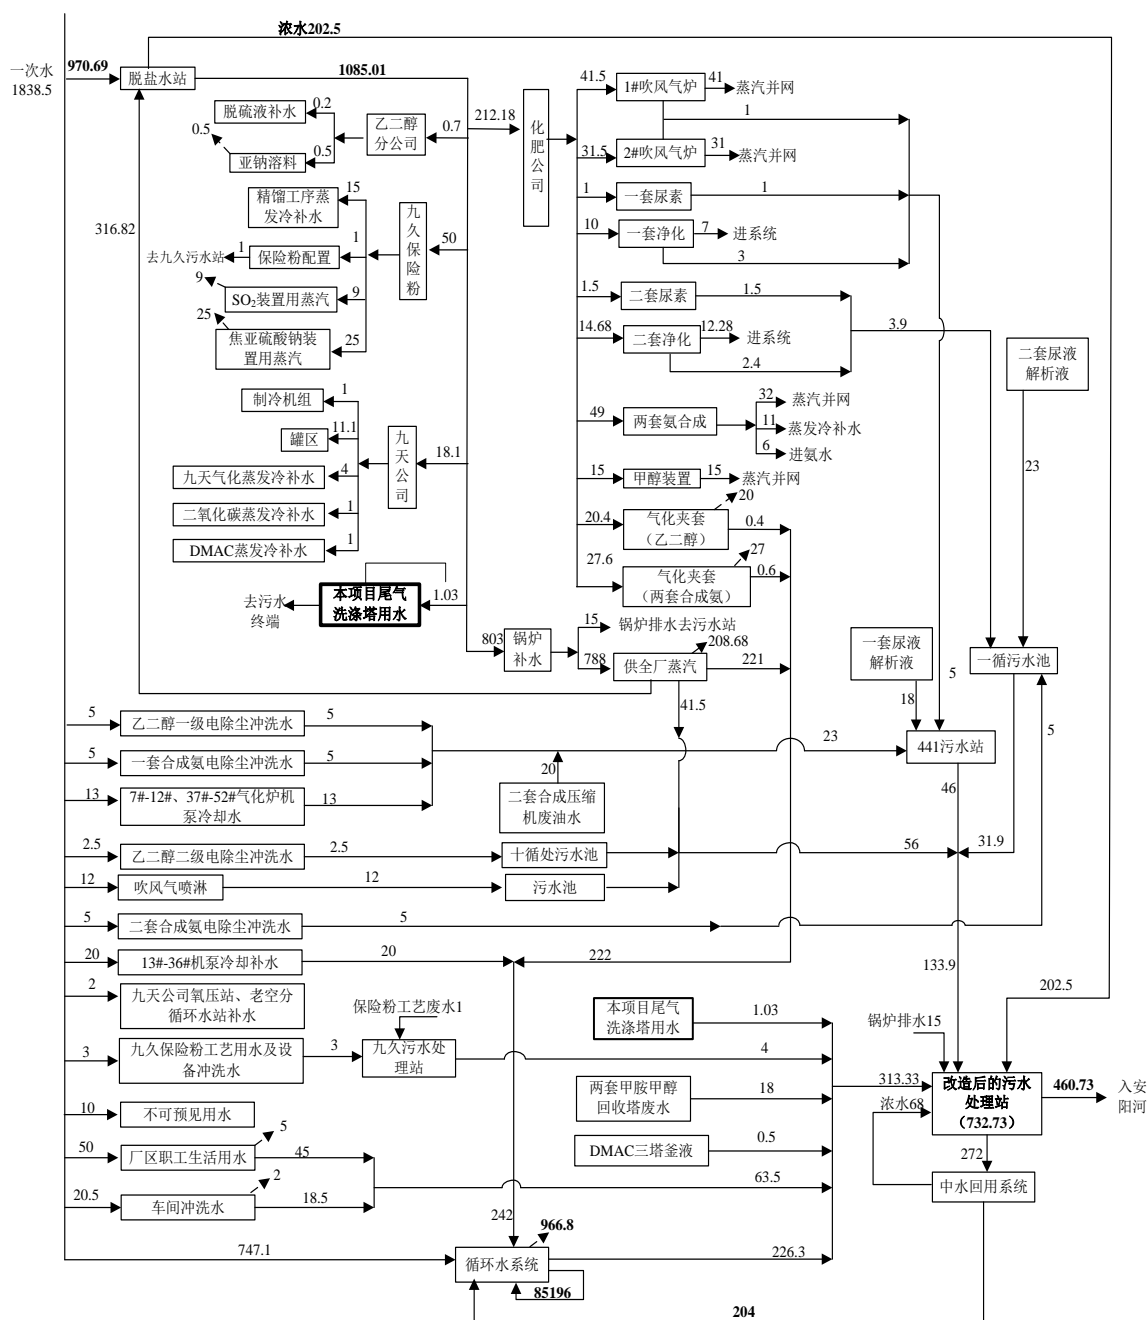 浓水202.5
一次水
1838.5
970.69
脱盐水站
1085.01
316.82
脱硫液补水
0.2
0.5
亚钠溶料
0.5
乙二醇
分公司
0.7
212.18
化肥公司
精馏工序蒸
发冷补水
15
去九久污水站
1
保险粉配置
1
9
SO₂装置用蒸汽
9
25
焦亚硫酸钠装
置用蒸汽
25
九久保险粉
50
制冷机组
1
罐区
11.1
九天气化蒸发冷补水
4
二氧化碳蒸发冷补水
1
DMAC蒸发冷补水
1
九天公司
18.1
去污水
终端
本项目尾气
洗涤塔用水
1.03
41.5
1#吹风气炉
41
蒸汽并网
1
31.5
2#吹风气炉
31
蒸汽并网
1
一套尿素
1
10
一套净化
7
进系统
3
1.5
二套尿素
1.5
14.68
二套净化
12.28
进系统
2.4
3.9
49
两套氨合成
32
蒸汽并网
11
蒸发冷补水
6
进氨水
15
甲醇装置
15
蒸汽并网
20.4
气化夹套
（乙二醇）
20
0.4
27.6
气化夹套
（两套合成氨）
27
0.6
二套尿液
解析液
23
803
锅炉
补水
15
锅炉排水去污水站
788
供全厂蒸汽
208.68
221
41.5
一套尿液
解析液
18
5
一循污水池
5
5
乙二醇一级电除尘冲洗水
5
5
一套合成氨电除尘冲洗水
5
13
7#-12#、37#-52#气化炉机
泵冷却水
13
20
二套合成压缩
机废油水
23
441污水站
46
2.5
乙二醇二级电除尘冲洗水
2.5
十循处污水池
56
31.9
12
吹风气喷淋
12
污水池
5
二套合成氨电除尘冲洗水
5
20
13#-36#机泵冷却补水
20
222
133.9
202.5
2
九天公司氧压站、老空分
循环水站补水
保险粉工艺废水1
3
九久保险粉工艺用水及设
备冲洗水
3
九久污水处
理站
4
本项目尾气
洗涤塔用水
1.03
锅炉排水15
两套甲胺甲醇
回收塔废水
18
313.33
改造后的污水
处理站
（732.73）
460.73
入安
阳河
浓水68
10
不可预见用水
DMAC三塔釜液
0.5
272
50
厂区职工生活用水
5
45
63.5
中水回用系统
20.5
车间冲洗水
2
18.5
242
747.1
循环水系统
966.8
226.3
85196
204